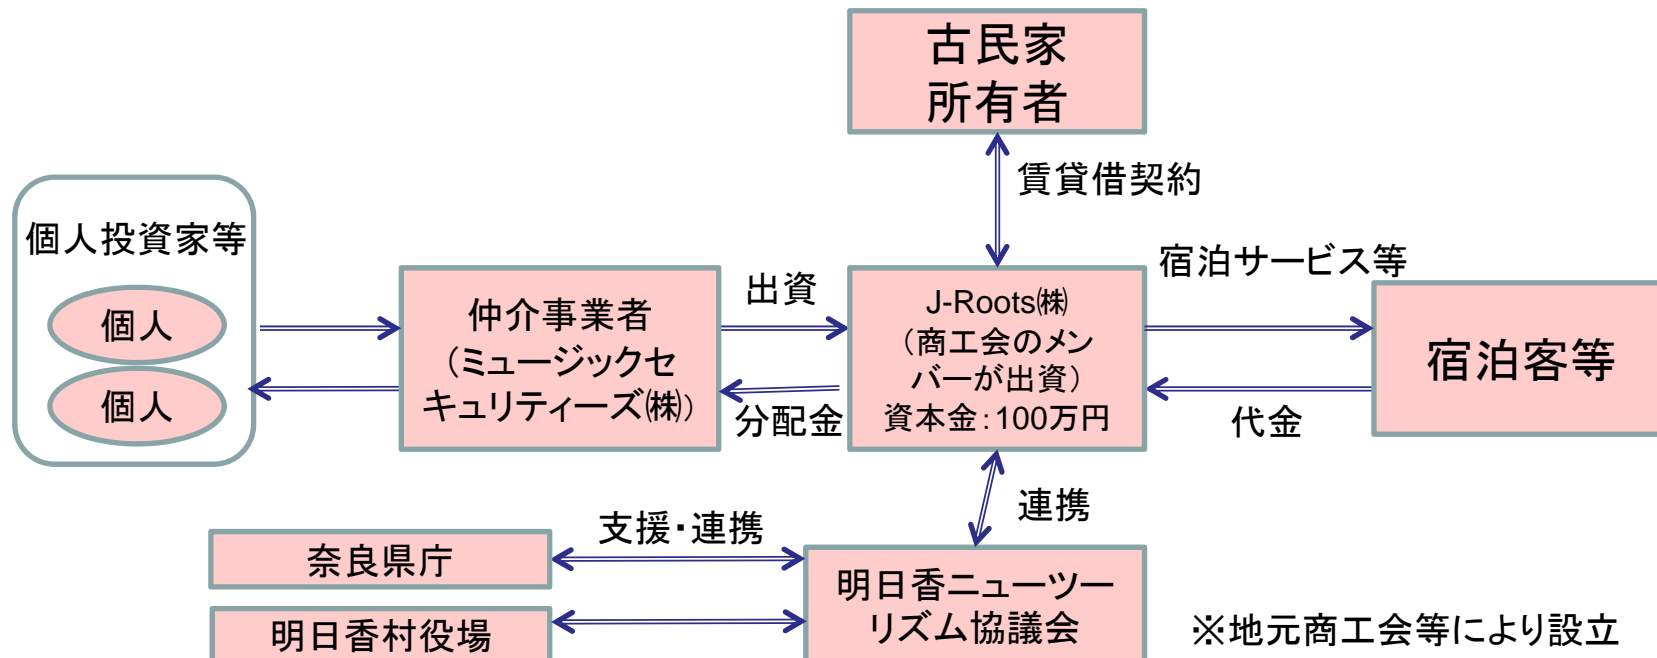 古民家
所有者
賃貸借契約
個人投資家等
個人
個人
仲介事業者
（ミュージックセ
キュリティーズ㈱）
出資
分配金
J-Roots㈱
（商工会のメン
バーが出資）
資本金：100万円
宿泊サービス等
代金
宿泊客等
連携
支援・連携
奈良県庁
明日香村役場
明日香ニューツー
リズム協議会
※地元商工会等により設立